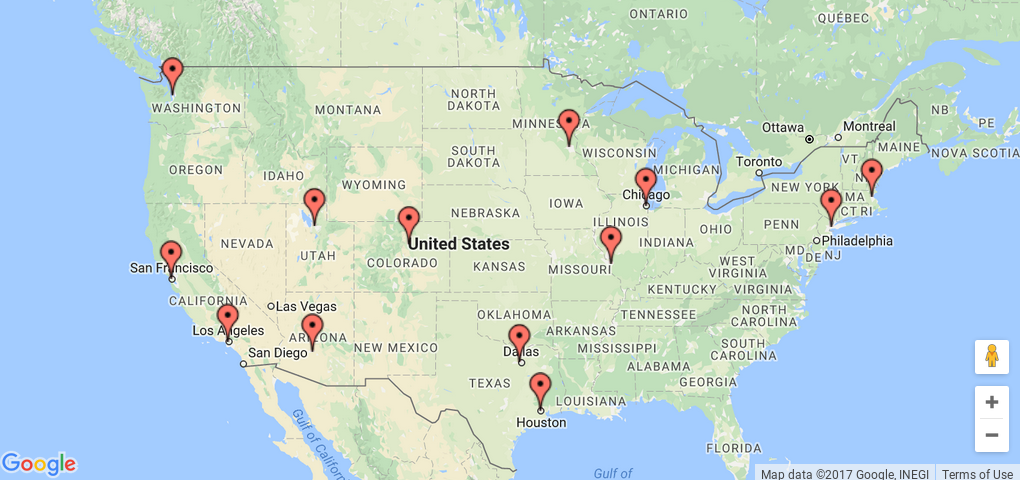 ONTARIO
QUÉBEC
NORTH
DAKOTA
WASHINGTON
MONTANA
MINNESOTA
NB
PE
Ottawa
Montreal
MAINE
NOVA SCOTIA
SOUTH
DAKOTA
WISCONSIN
MICHIGAN
Toronto
VT
OREGON
IDAHO
WYOMING
NEW YORK
MA
CT RI
Chicago
IOWA
NEBRASKA
ILLINOIS
INDIANA
OHIO
PENN
Philadelphia
NEVADA
UTAH
United States
COLORADO
KANSAS
MISSOURI
MD
DE
NJ
WEST
VIRGINIA
San Francisco
KENTUCKY
VIRGINIA
CALIFORNIA
Las Vegas
OKLAHOMA
TENNESSEE
NORTH
CAROLINA
Los Angeles
ARIZONA
ARKANSAS
San Diego
NEW MEXICO
Dallas
MISSISSIPPI
SOUTH
CAROLINA
ALABAMA
TEXAS
GEORGIA
LOUISIANA
Houston
Gulf of Californ
FLORIDA
Google
Gulf of
Map data ©2017 Google, INEGI
Terms of Use